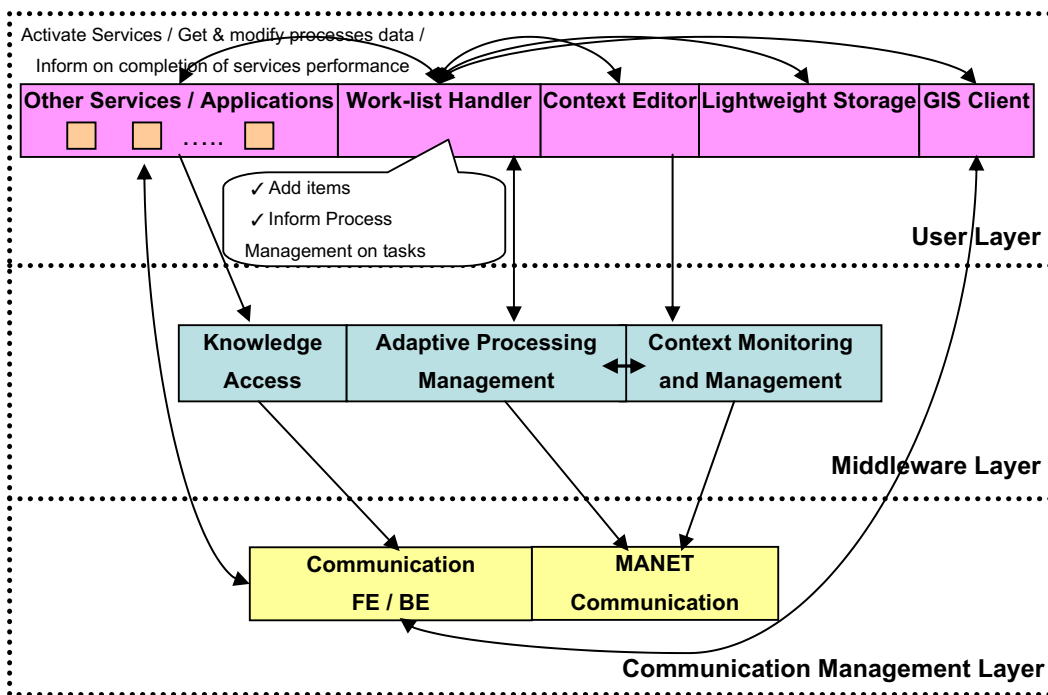 Activate Services / Get & modify processes data /
Inform on completion of services performance
Other Services / Applications
Work-list Handler
Context Editor
Lightweight Storage
GIS Client
.....
✓ Add items
✓ Inform Process
Management on tasks
User Layer
Knowledge
Access
Adaptive Processing
Management
Context Monitoring
and Management
Middleware Layer
Communication
FE / BE
MANET
Communication
Communication Management Layer